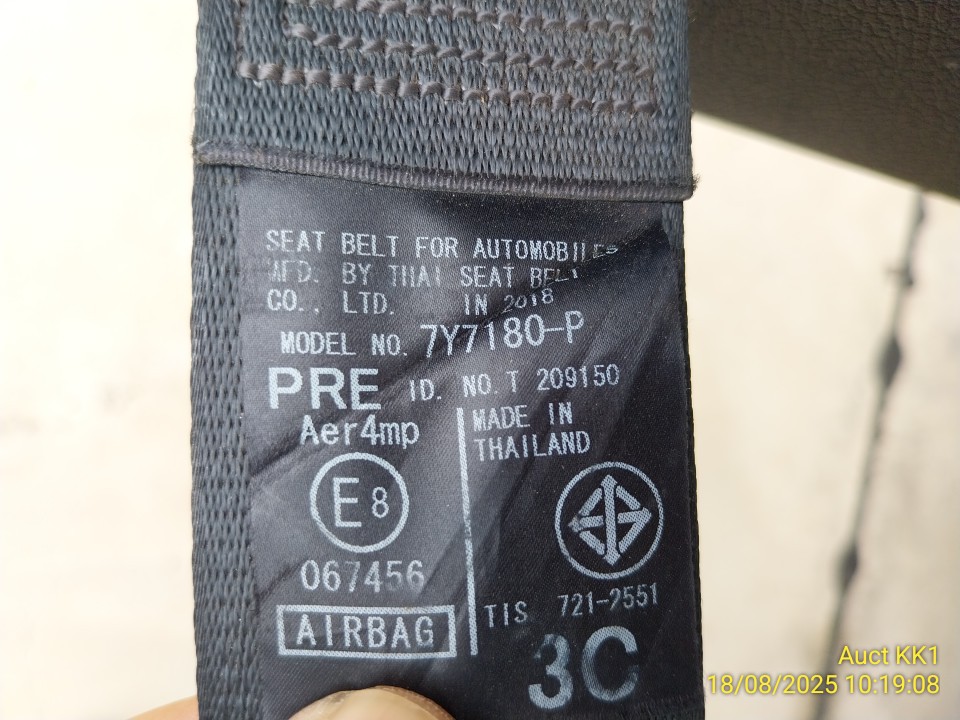 SEAT BELT FOR AUTOMOBILES
MFD. BY THAI SEAT BELT
CO., LTD. IN 2018
MODEL NO. 7Y7180-P
PRE ID. NO. T 209150
Aer4mp
MADE IN
THAILAND
E8
067456
AIRBAG
TIS 721-2551
3C
Auct KK1
18/08/2025 10:19:08